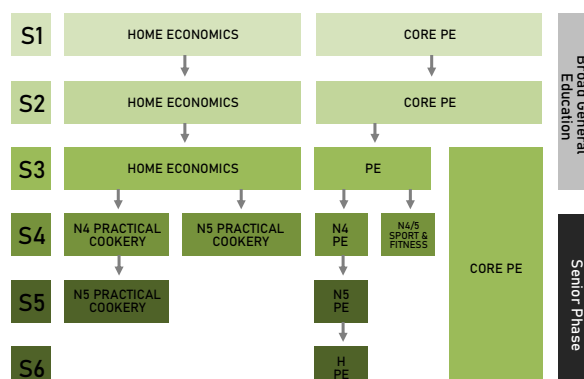 S1
HOME ECONOMICS
CORE PE
Broad General
Education
S2
HOME ECONOMICS
CORE PE
S3
HOME ECONOMICS
PE
CORE PE
S4
N4 PRACTICAL
COOKERY
N5 PRACTICAL
COOKERY
N4
PE
N4/5
SPORT &
FITNESS
Senior Phase
S5
N5 PRACTICAL
COOKERY
N5
PE
S6
H
PE